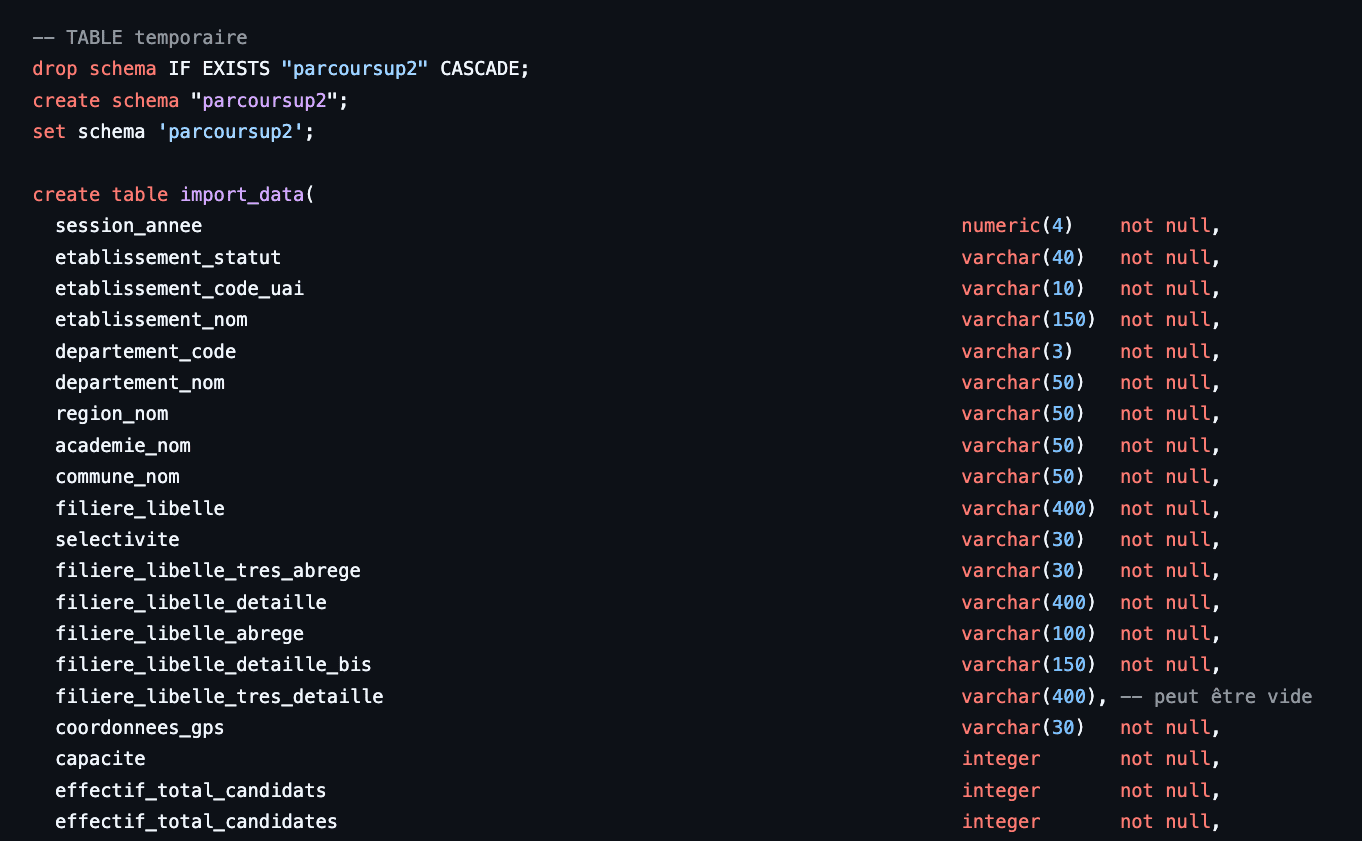 -- TABLE temporaire
drop schema IF EXISTS "parcoursup2" CASCADE;
create schema "parcoursup2";
set schema 'parcoursup2';
create table import_data(
session_annee numeric(4) not null,
etablissement_statut varchar(40) not null,
etablissement_code_uai varchar(10) not null,
etablissement_nom varchar(150) not null,
departement_code varchar(3) not null,
departement_nom varchar(50) not null,
region_nom varchar(50) not null,
academie_nom varchar(50) not null,
commune_nom varchar(50) not null,
filiere_libelle varchar(400) not null,
selectivite varchar(30) not null,
filiere_libelle_tres_abrege varchar(30) not null,
filiere_libelle_detaille varchar(400) not null,
filiere_libelle_abrege varchar(100) not null,
filiere_libelle_detaille_bis varchar(150) not null,
filiere_libelle_tres_detaille varchar(400), -- peut être vide
coordonnees_gps varchar(30) not null,
capacite integer not null,
effectif_total_candidats integer not null,
effectif_total_candidates integer not null,